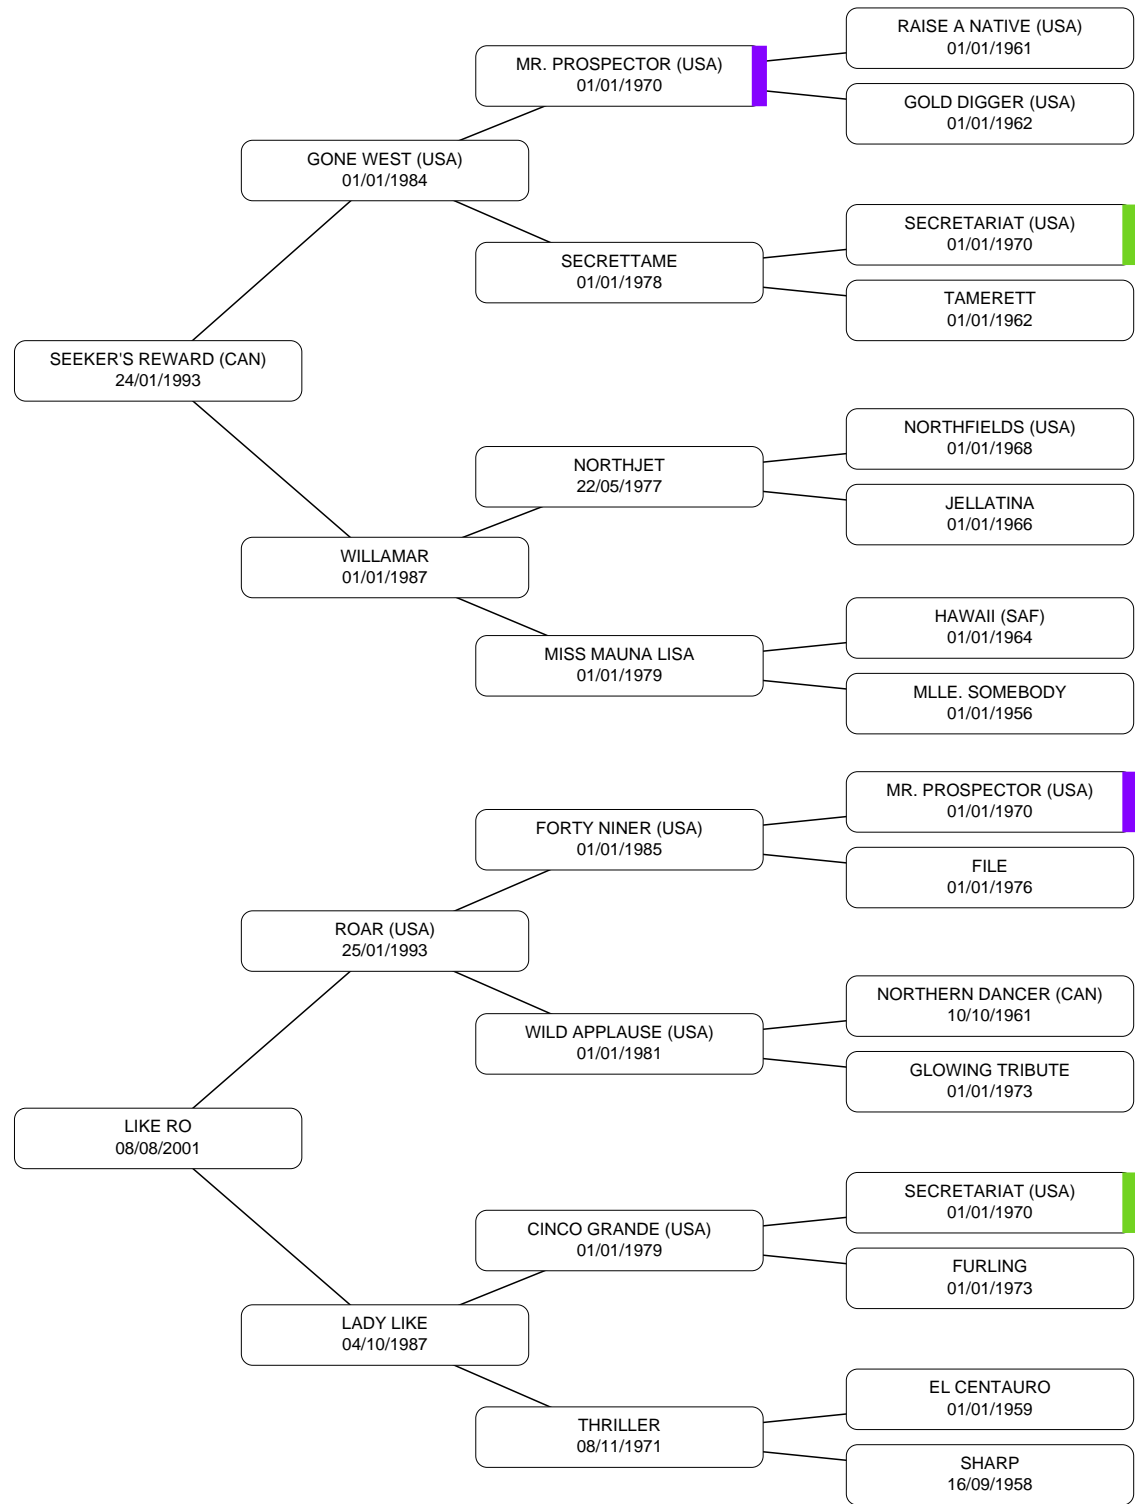 RAISE A NATIVE (USA)
01/01/1961
MR. PROSPECTOR (USA)
01/01/1970
GOLD DIGGER (USA)
01/01/1962
GONE WEST (USA)
01/01/1984
SECRETARIAT (USA)
01/01/1970
SECRETTAME
01/01/1978
TAMERETT
01/01/1962
SEEKER'S REWARD (CAN)
24/01/1993
NORTHFIELDS (USA)
01/01/1968
NORTHJET
22/05/1977
JELLATINA
01/01/1966
WILLAMAR
01/01/1987
HAWAII (SAF)
01/01/1964
MISS MAUNA LISA
01/01/1979
MLLE. SOMEBODY
01/01/1956
MR. PROSPECTOR (USA)
01/01/1970
FORTY NINER (USA)
01/01/1985
FILE
01/01/1976
ROAR (USA)
25/01/1993
NORTHERN DANCER (CAN)
10/10/1961
WILD APPLAUSE (USA)
01/01/1981
GLOWING TRIBUTE
01/01/1973
LIKE RO
08/08/2001
SECRETARIAT (USA)
01/01/1970
CINCO GRANDE (USA)
01/01/1979
FURLING
01/01/1973
LADY LIKE
04/10/1987
EL CENTAURO
01/01/1959
THRILLER
08/11/1971
SHARP
16/09/1958